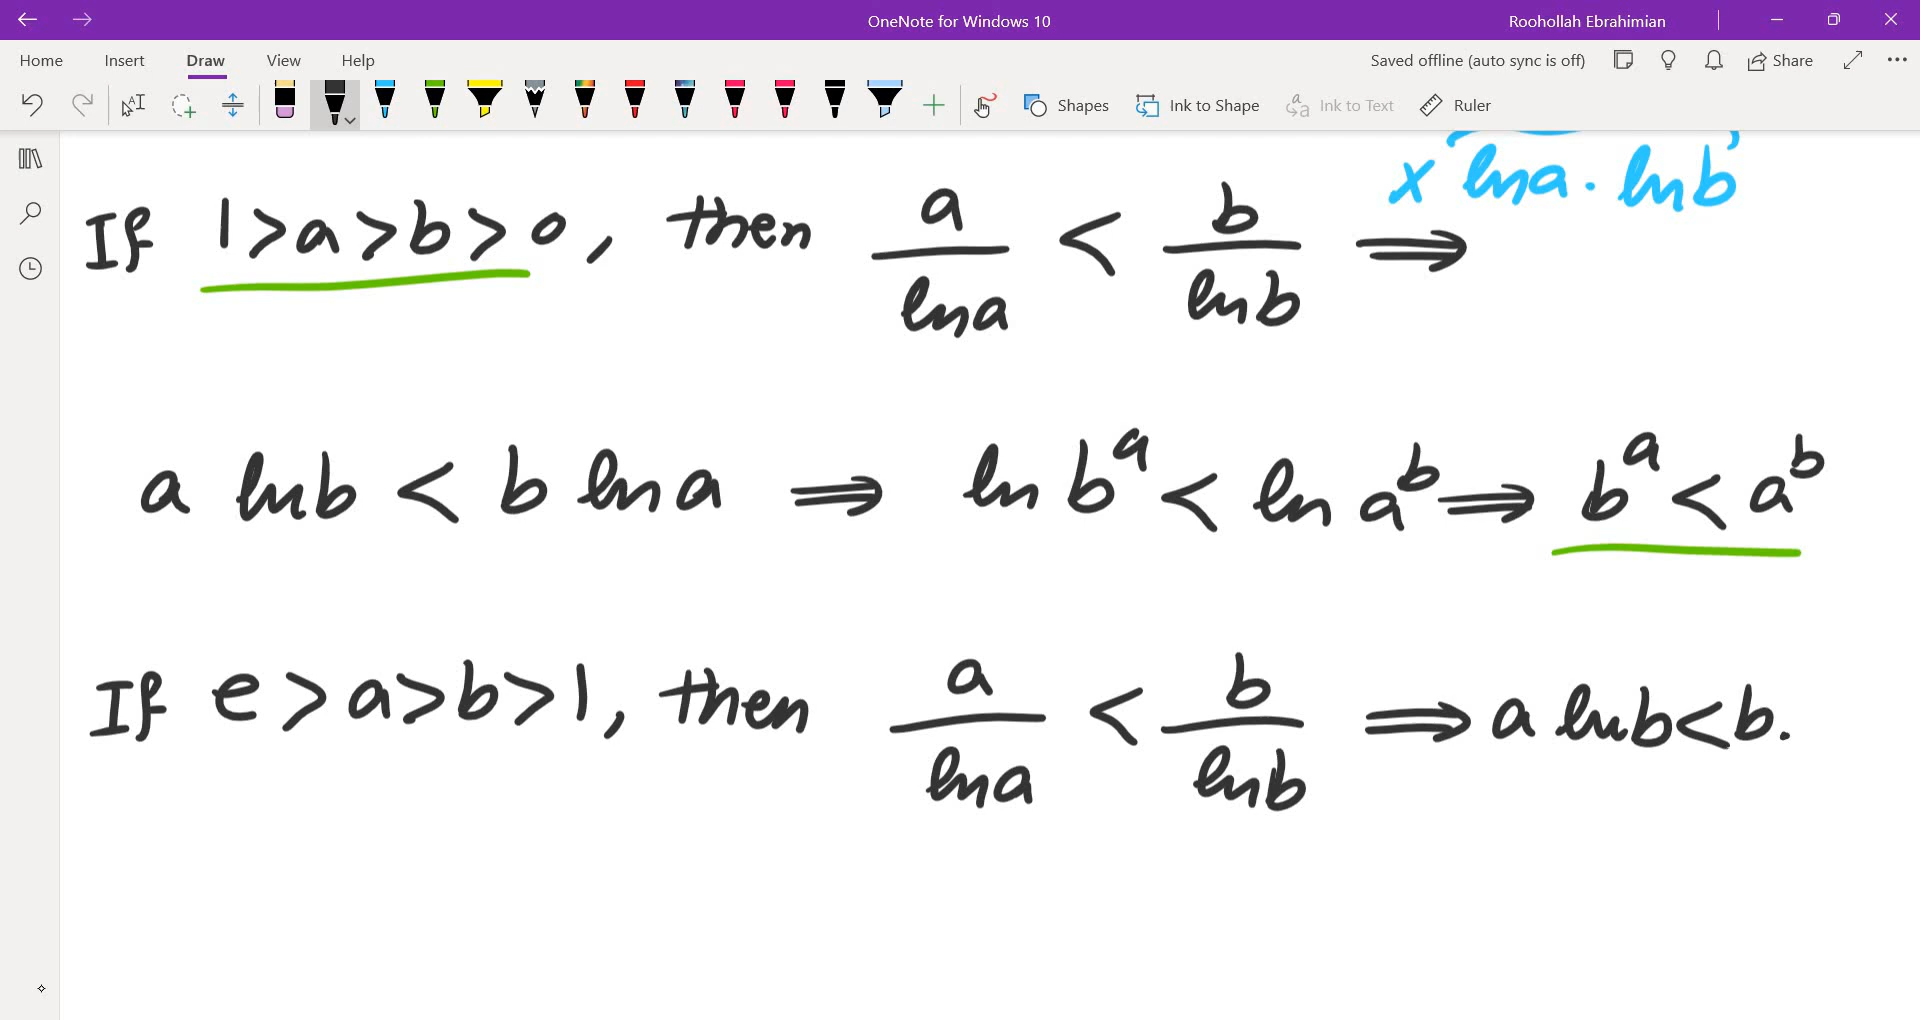 OneNote for Windows 10
Roohollah Ebrahimian
Home Insert Draw View Help
Saved offline (auto sync is off) Share
Shapes Ink to Shape Ink to Text Ruler
x lna · lnb
If 1>a>b>0, then a/lna < b/lnb ⟹
a lnb < b lna ⟹ ln b^a < ln a^b ⟹ b^a < a^b
If e>a>b>1, then a/lna < b/lnb ⟹ a lnb<b.